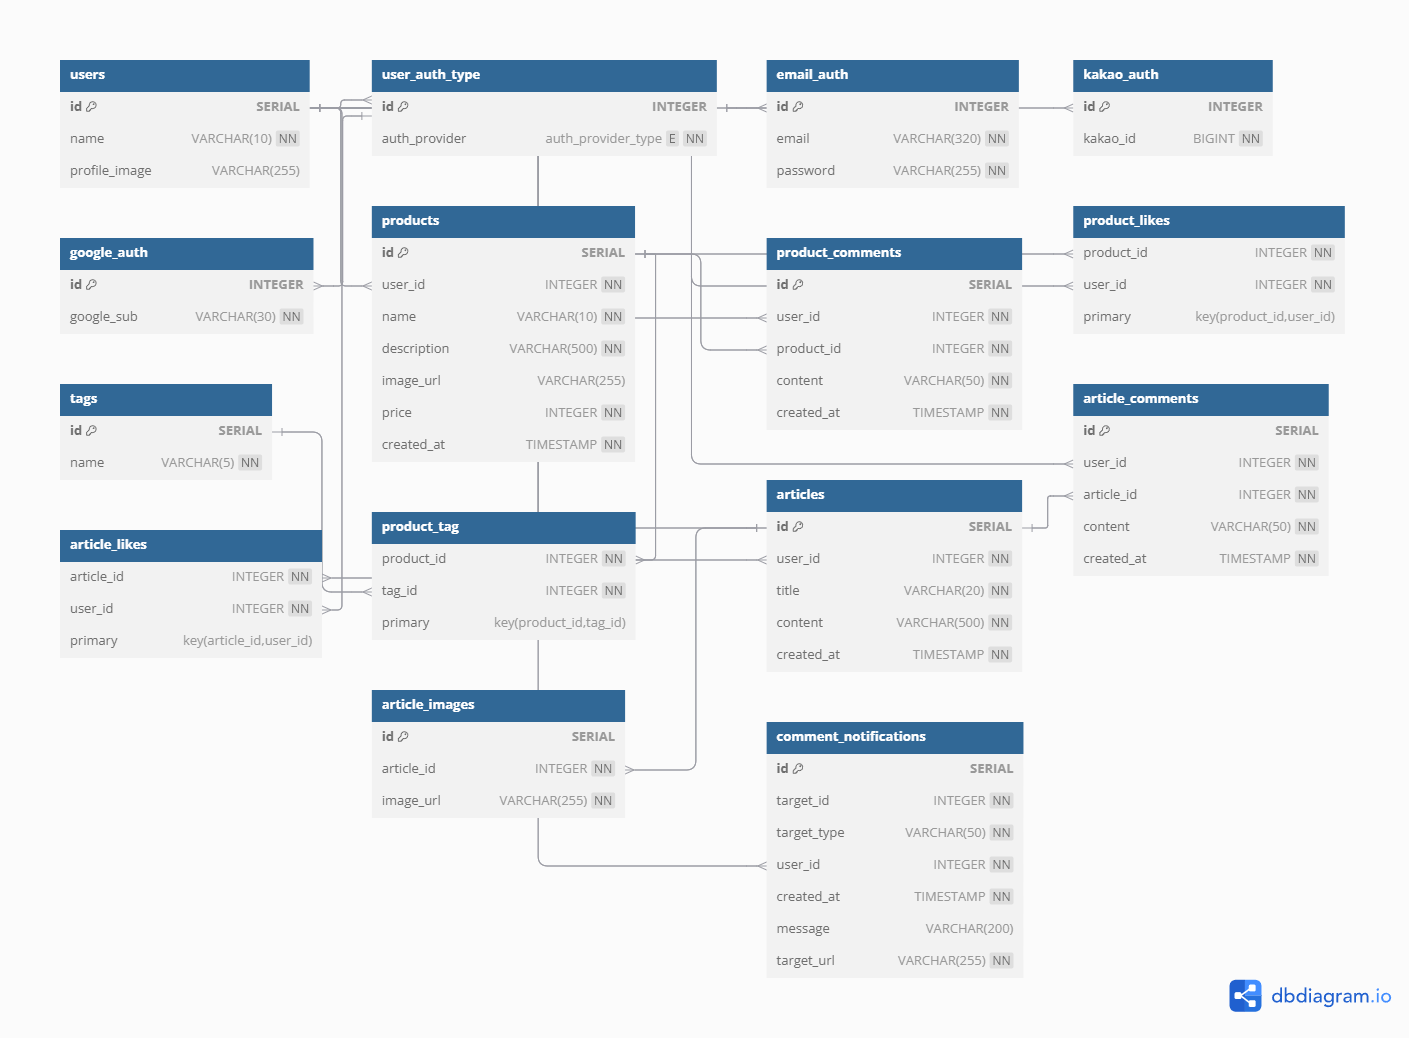 users
id SERIAL
name VARCHAR(10) NN
profile_image VARCHAR(255)
user_auth_type
id INTEGER
auth_provider auth_provider_type E NN
email_auth
id INTEGER
email VARCHAR(320) NN
password VARCHAR(255) NN
kakao_auth
id INTEGER
kakao_id BIGINT NN
google_auth
id INTEGER
google_sub VARCHAR(30) NN
products
id SERIAL
user_id INTEGER NN
name VARCHAR(10) NN
description VARCHAR(500) NN
image_url VARCHAR(255)
price INTEGER NN
created_at TIMESTAMP NN
product_comments
id SERIAL
user_id INTEGER NN
product_id INTEGER NN
content VARCHAR(50) NN
created_at TIMESTAMP NN
product_likes
product_id INTEGER NN
user_id INTEGER NN
primary key(product_id,user_id)
tags
id SERIAL
name VARCHAR(5) NN
article_comments
id SERIAL
user_id INTEGER NN
article_id INTEGER NN
content VARCHAR(50) NN
created_at TIMESTAMP NN
article_likes
article_id INTEGER NN
user_id INTEGER NN
primary key(article_id,user_id)
product_tag
product_id INTEGER NN
tag_id INTEGER NN
primary key(product_id,tag_id)
articles
id SERIAL
user_id INTEGER NN
title VARCHAR(20) NN
content VARCHAR(500) NN
created_at TIMESTAMP NN
article_images
id SERIAL
article_id INTEGER NN
image_url VARCHAR(255) NN
comment_notifications
id SERIAL
target_id INTEGER NN
target_type VARCHAR(50) NN
user_id INTEGER NN
created_at TIMESTAMP NN
message VARCHAR(200)
target_url VARCHAR(255) NN
dbdiagram.io